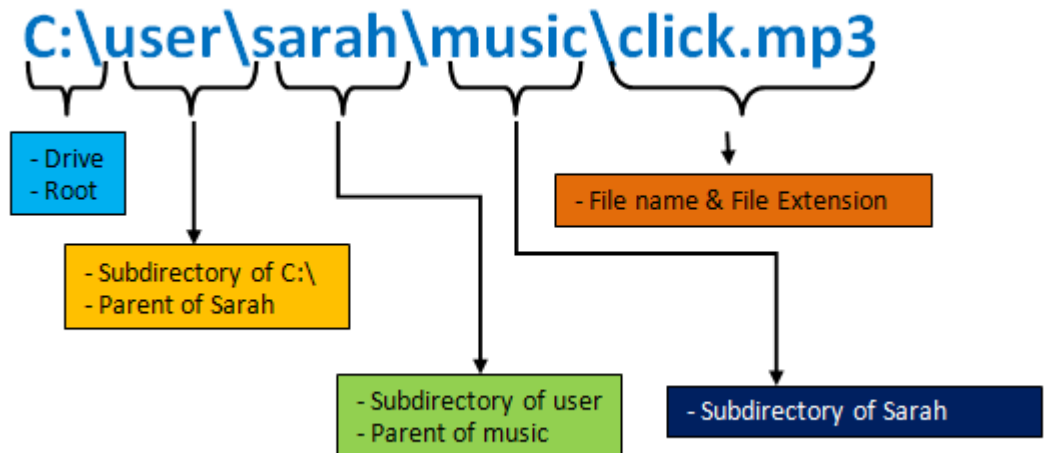 C:\user\sarah\music\click.mp3
- Drive
- Root
- File name & File Extension
- Subdirectory of C:\
- Parent of Sarah
- Subdirectory of user
- Parent of music
- Subdirectory of Sarah